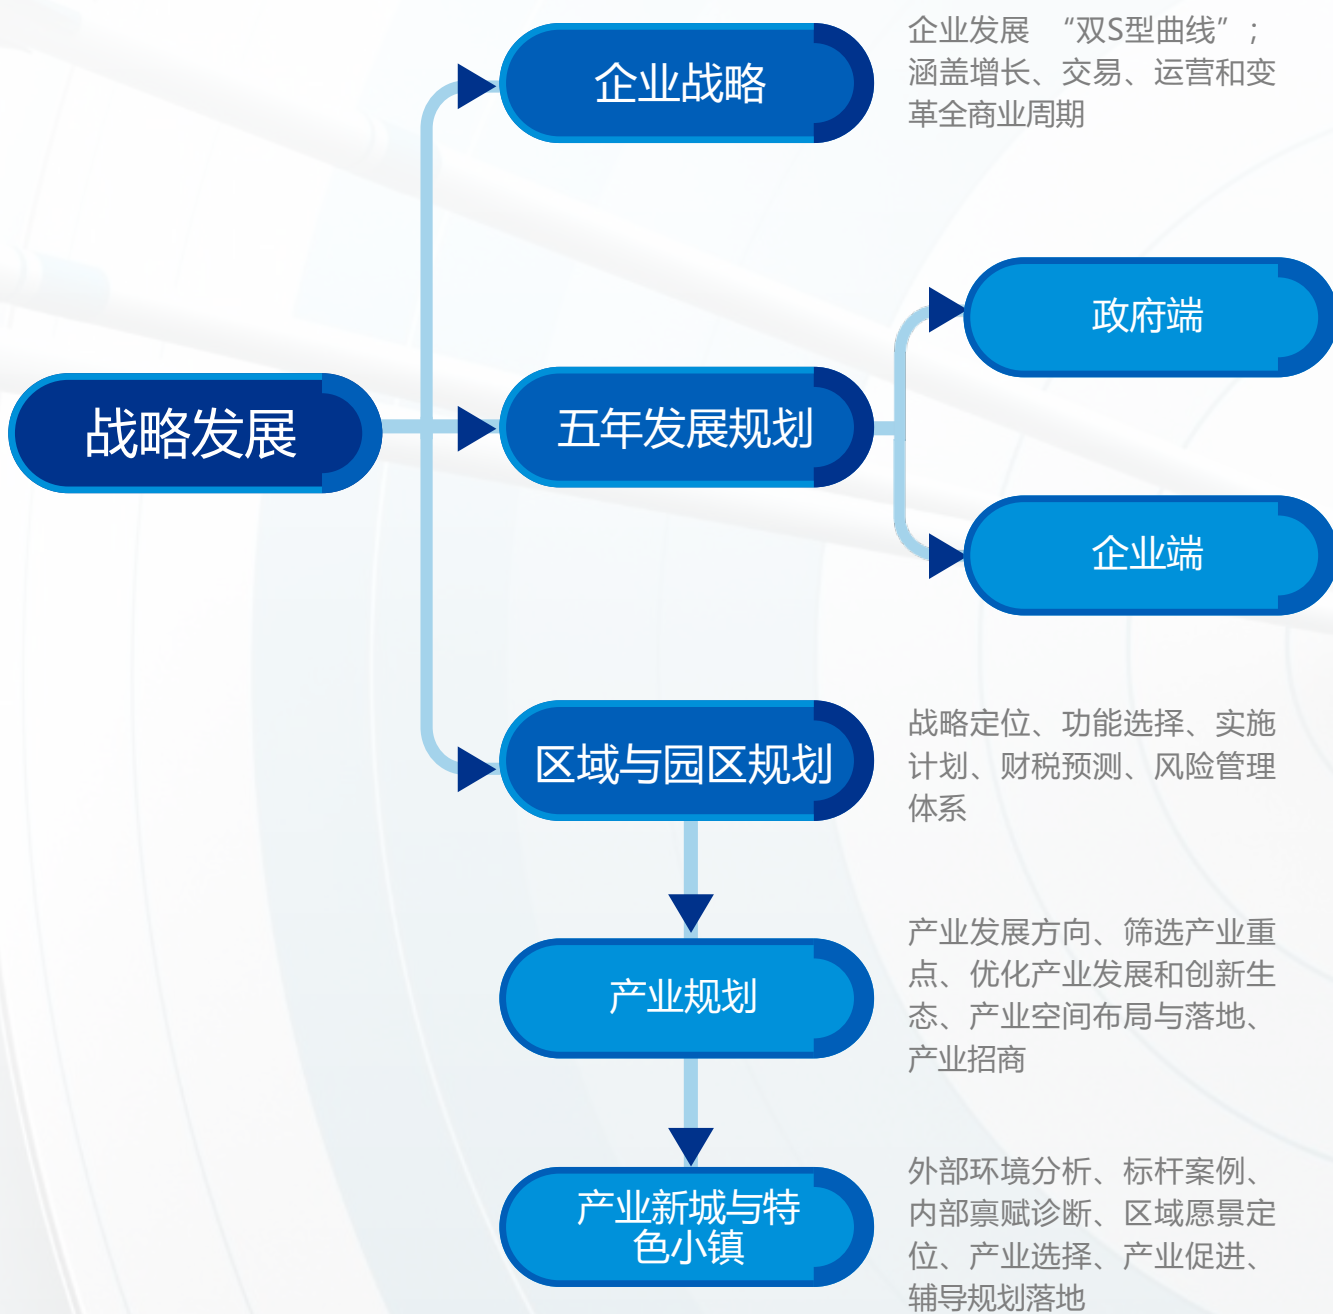 企业战略
企业发展 “双S型曲线”；
涵盖增长、交易、运营和变
革全商业周期
政府端
战略发展
五年发展规划
企业端
区域与园区规划
战略定位、功能选择、实施
计划、财税预测、风险管理
体系
产业规划
产业发展方向、筛选产业重
点、优化产业发展和创新生
态、产业空间布局与落地、
产业招商
产业新城与特
色小镇
外部环境分析、标杆案例、
内部禀赋诊断、区域愿景定
位、产业选择、产业促进、
辅导规划落地